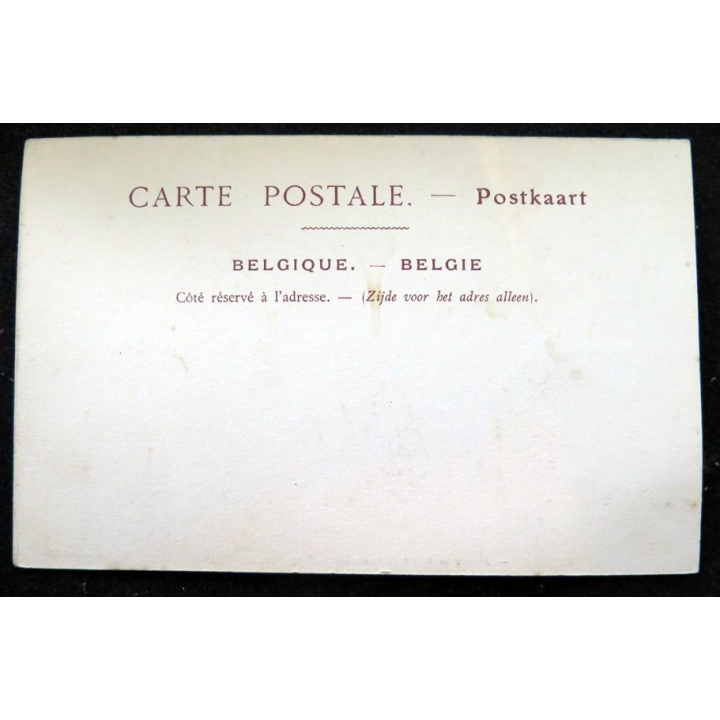 CARTE POSTALE. — Postkaart
BELGIQUE. — BELGIE
Côté réservé à l'adresse. — (Zijde voor het adres alleen).